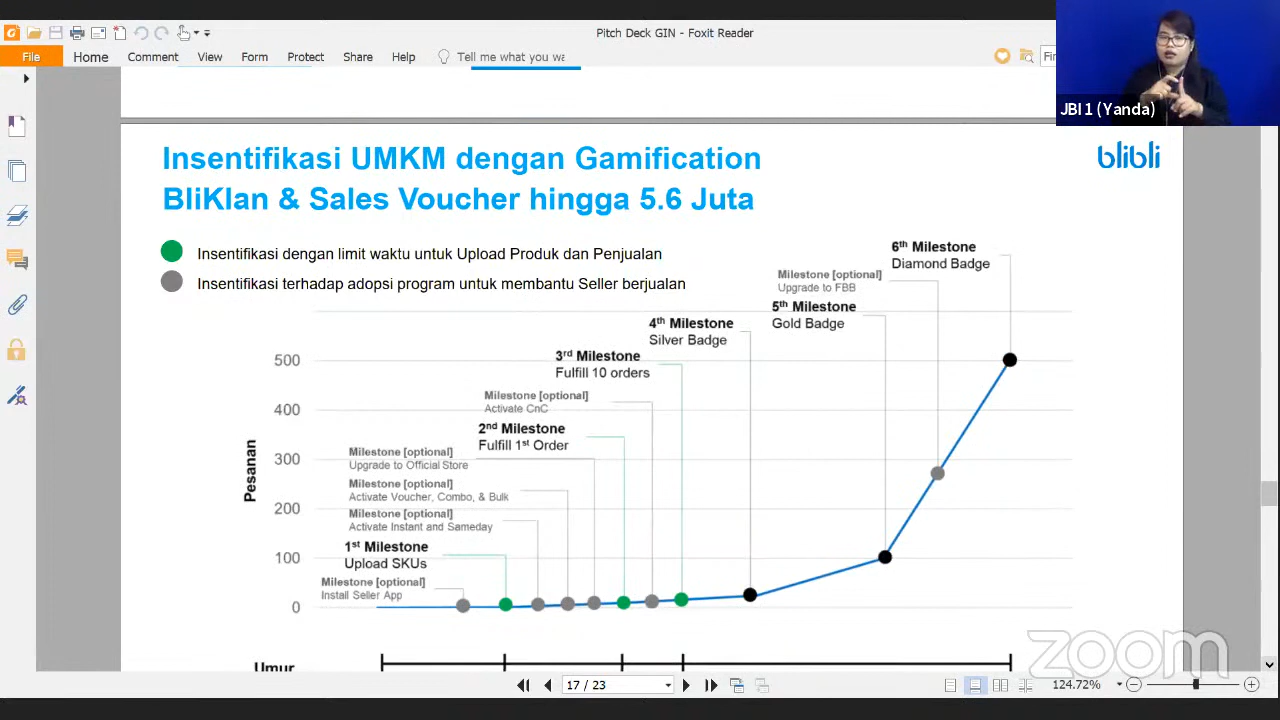 Pitch Deck GIN - Foxit Reader
File Home Comment View Form Protect Share Help Tell me what you wa Fin
JBI 1 (Yanda)
Insentifikasi UMKM dengan Gamification
BliKlan & Sales Voucher hingga 5.6 Juta
blibli
Insentifikasi dengan limit waktu untuk Upload Produk dan Penjualan
Insentifikasi terhadap adopsi program untuk membantu Seller berjualan
6th Milestone
Diamond Badge
Milestone [optional]
Upgrade to FBB
5th Milestone
Gold Badge
4th Milestone
Silver Badge
3rd Milestone
Fulfill 10 orders
Milestone [optional]
Activate CnC
2nd Milestone
Fulfill 1st Order
Milestone [optional]
Upgrade to Official Store
Milestone [optional]
Activate Voucher, Combo, & Bulk
Milestone [optional]
Activate Instant and Sameday
1st Milestone
Upload SKUs
Milestone [optional]
Install Seller App
Pesanan
500
400
300
200
100
0
Umur
zoom
17 / 23
124.72%